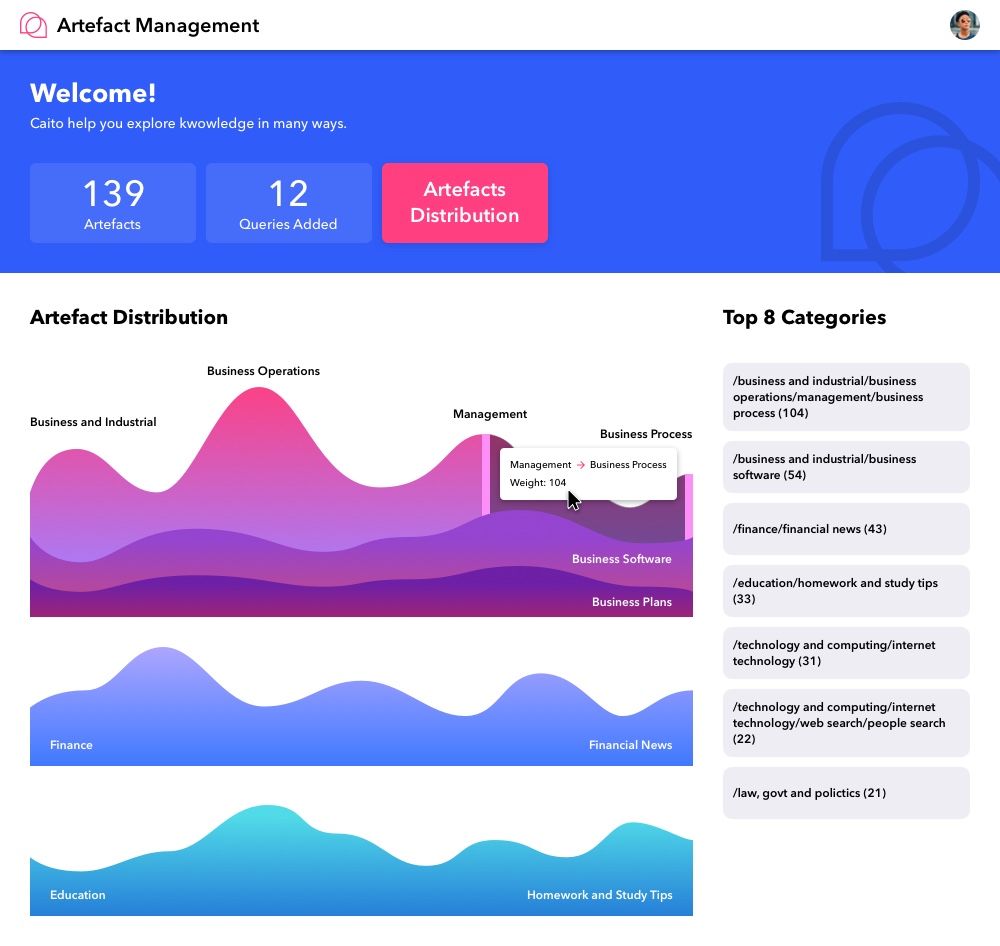 Artefact Management
Welcome!
Caito help you explore kwowledge in many ways.
139
Artefacts
12
Queries Added
Artefacts
Distribution
Artefact Distribution
Business Operations
Business and Industrial
Management
Business Process
Management → Business Process
Weight: 104
Business Software
Business Plans
Finance
Financial News
Education
Homework and Study Tips
Top 8 Categories
/business and industrial/business
operations/management/business
process (104)
/business and industrial/business
software (54)
/finance/financial news (43)
/education/homework and study tips
(33)
/technology and computing/internet
technology (31)
/technology and computing/internet
technology/web search/people search
(22)
/law, govt and polictics (21)